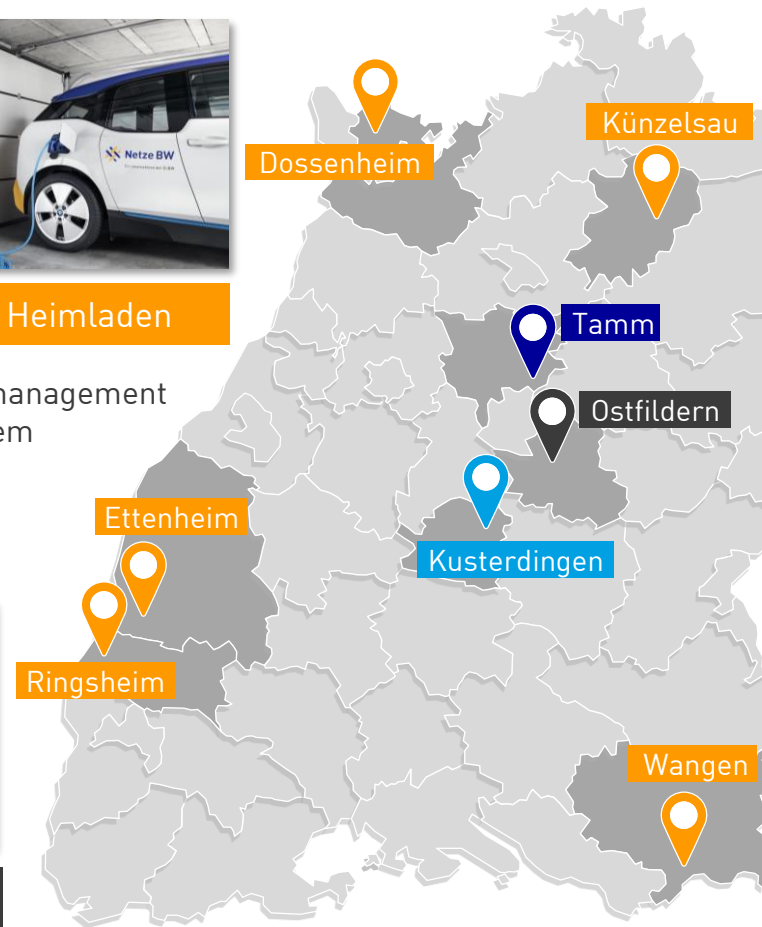 Netze BW
Künzelsau
Dossenheim
Heimladen
Tamm
management
em
Ostfildern
Ettenheim
Kusterdingen
Ringsheim
Wangen